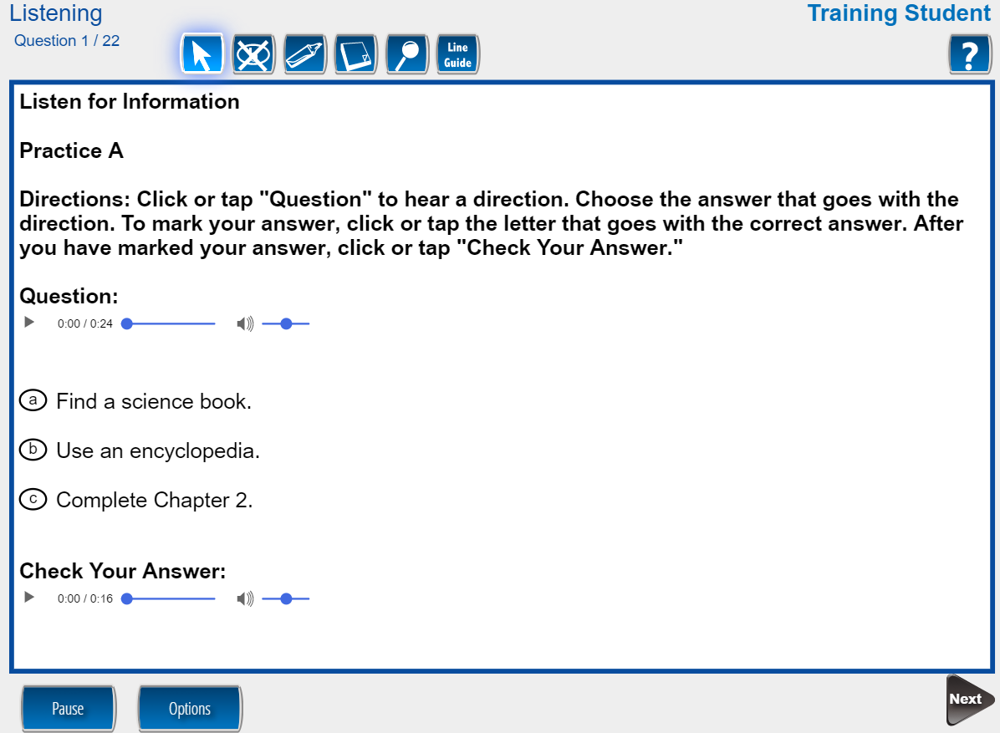 Listening
Training Student
Question 1 / 22
Line
Guide
?
Listen for Information
Practice A
Directions: Click or tap "Question" to hear a direction. Choose the answer that goes with the
direction. To mark your answer, click or tap the letter that goes with the correct answer. After
you have marked your answer, click or tap "Check Your Answer."
Question:
0:00 / 0:24
a Find a science book.
b Use an encyclopedia.
c Complete Chapter 2.
Check Your Answer:
0:00 / 0:16
Pause
Options
Next